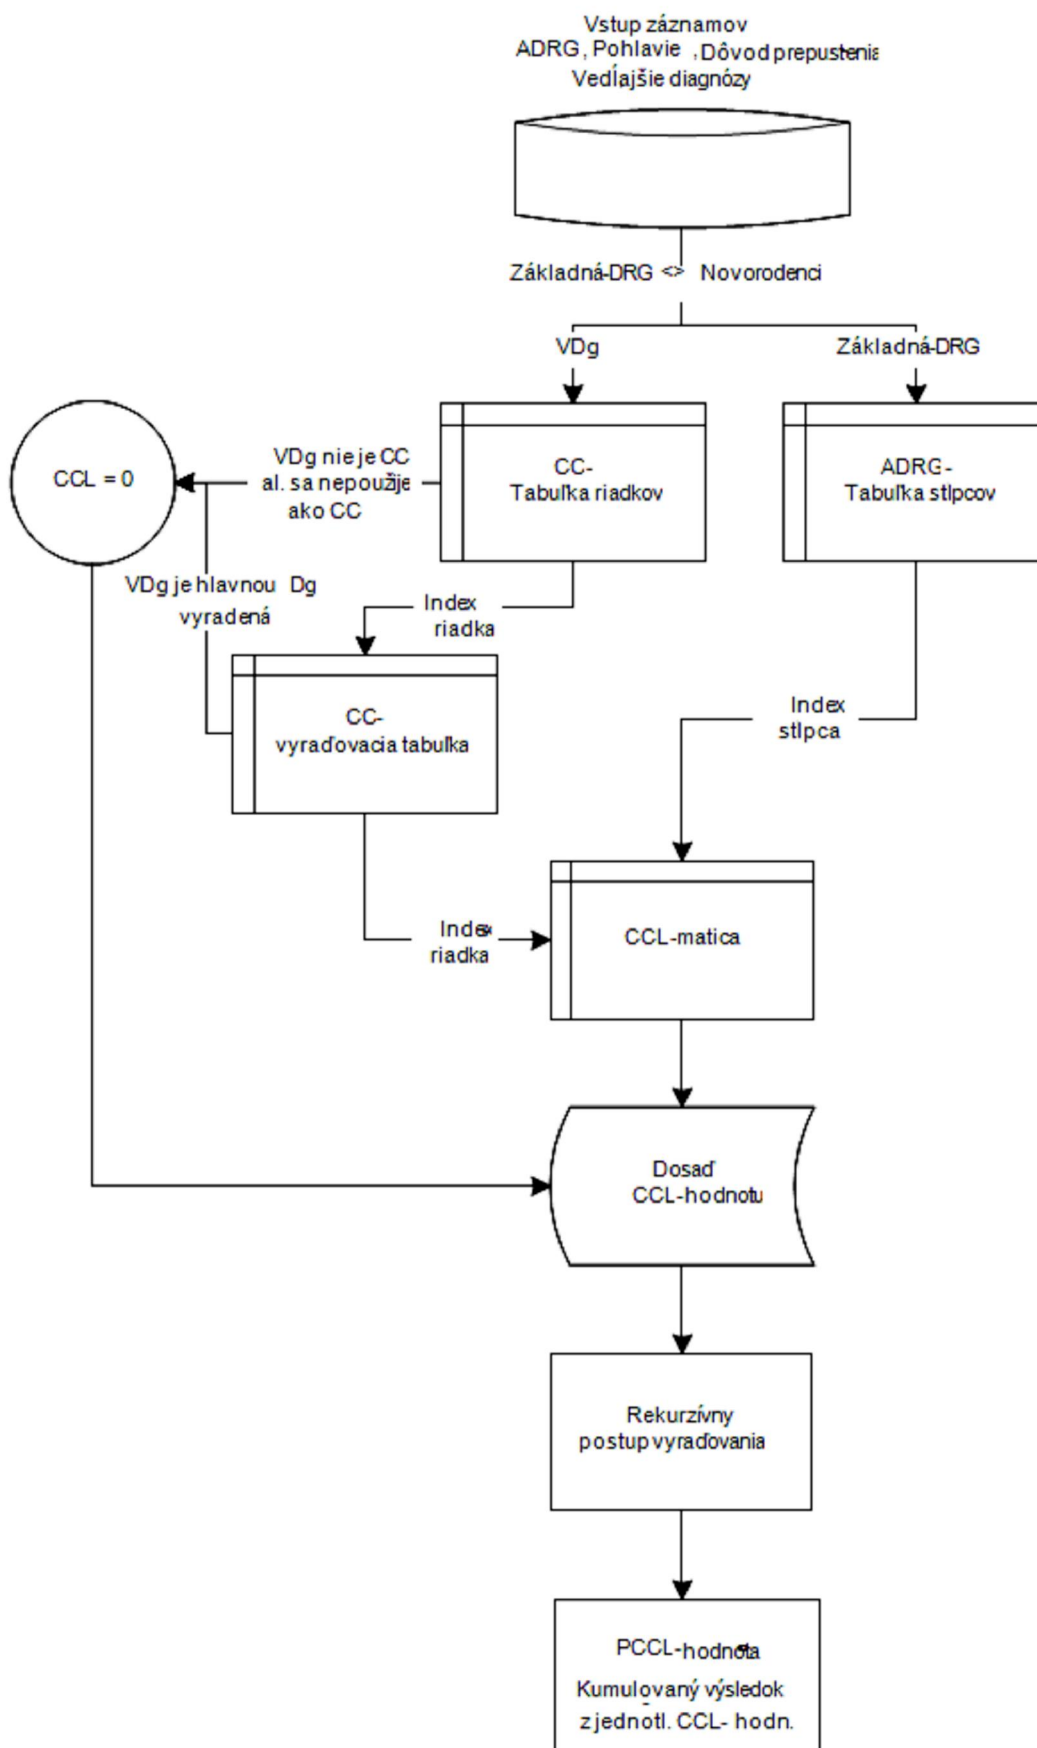 Vstup záznamov
ADRG, Pohlavie , Dôvod prepustenia
Vedĺajšie diagnózy
Základná-DRG <> Novorodenci
VDg
Základná-DRG
CCL = 0
VDg nie je CC
al. sa nepoužije
ako CC
CC-
Tabuľka riadkov
ADRG-
Tabuľka stlpcov
VDg je hlavnou Dg
vyradená
Index
riadka
CC-
vyraďovacia tabuľka
Index
stlpca
Index
riadka
CCL-matica
Dosaď
CCL-hodnotu
Rekurzívny
postup vyraďovania
PCCL-hodnota
Kumulovaný výsledok
z jednotl. CCL- hodn.